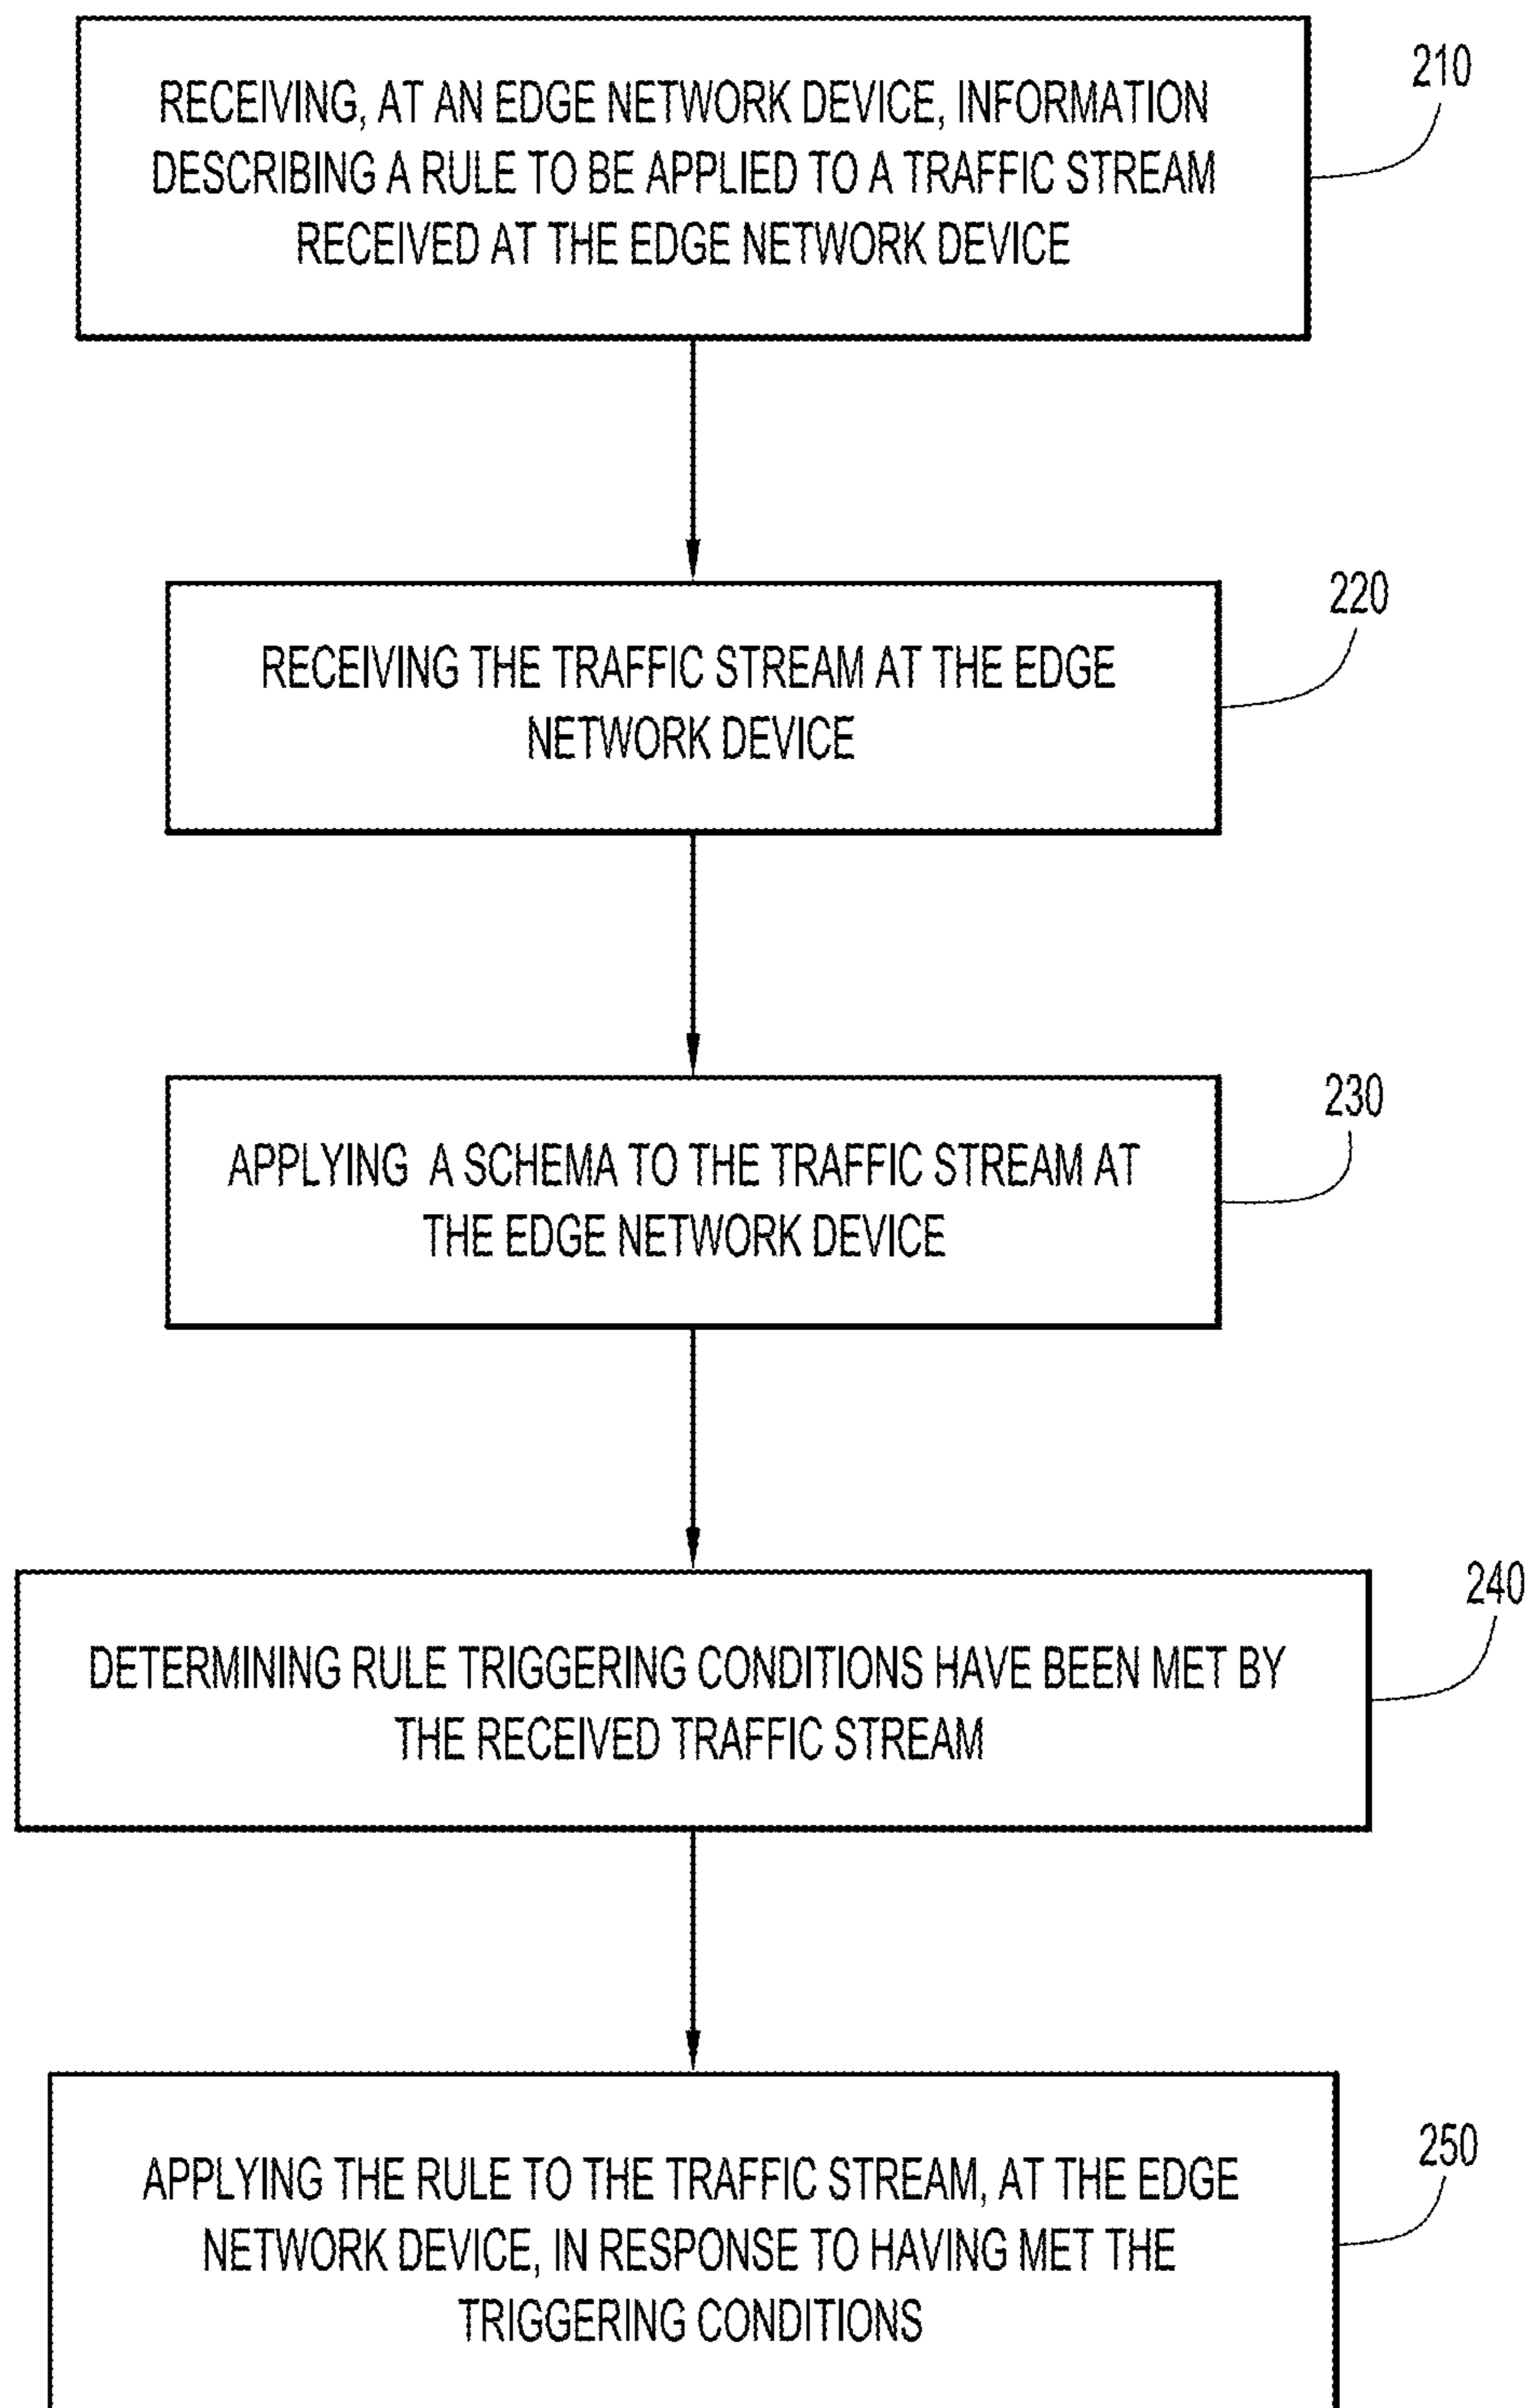 210
RECEIVING, AT AN EDGE NETWORK DEVICE, INFORMATION
DESCRIBING A RULE TO BE APPLIED TO A TRAFFIC STREAM
RECEIVED AT THE EDGE NETWORK DEVICE
220
RECEIVING THE TRAFFIC STREAM AT THE EDGE
NETWORK DEVICE
230
APPLYING A SCHEMA TO THE TRAFFIC STREAM AT
THE EDGE NETWORK DEVICE
240
DETERMINING RULE TRIGGERING CONDITIONS HAVE BEEN MET BY
THE RECEIVED TRAFFIC STREAM
250
APPLYING THE RULE TO THE TRAFFIC STREAM, AT THE EDGE
NETWORK DEVICE, IN RESPONSE TO HAVING MET THE
TRIGGERING CONDITIONS